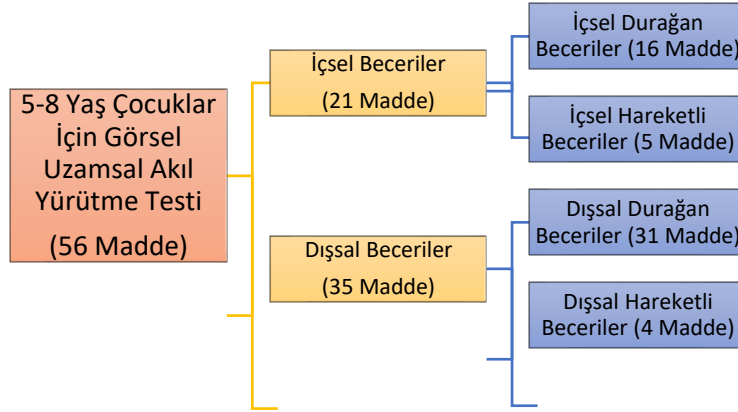 5-8 Yaş Çocuklar
İçin Görsel
Uzamsal Akıl
Yürütme Testi
(56 Madde)
İçsel Beceriler
(21 Madde)
İçsel Durağan
Beceriler (16 Madde)
İçsel Hareketli
Beceriler (5 Madde)
Dışsal Beceriler
(35 Madde)
Dışsal Durağan
Beceriler (31 Madde)
Dışsal Hareketli
Beceriler (4 Madde)